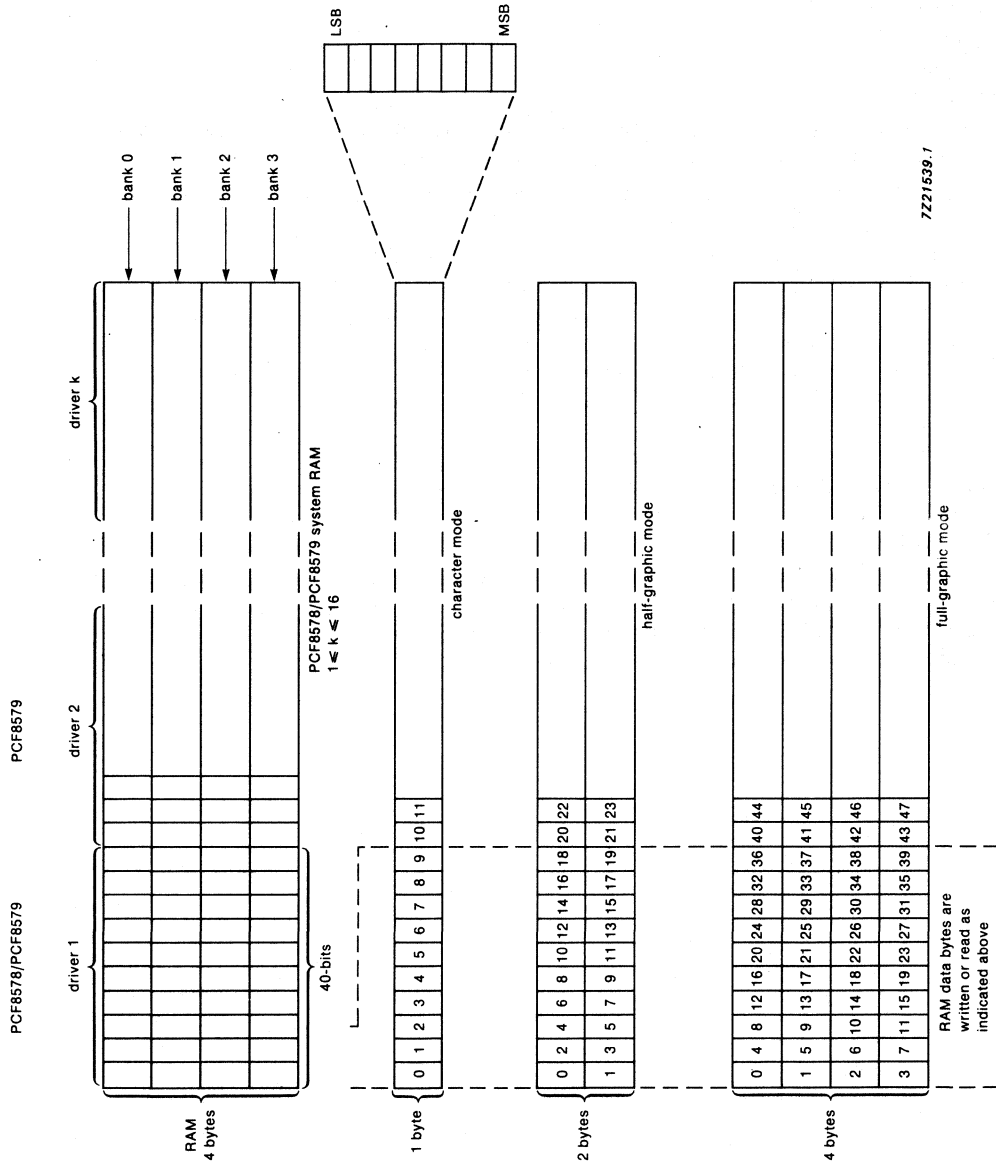 PCF8578/PCF8579
PCF8579
driver 1
driver 2
driver k
RAM
4 bytes
bank 0
bank 1
bank 2
bank 3
40-bits
PCF8578/PCF8579 system RAM
1 ⩽ k ⩽ 16
LSB
MSB
1 byte
0 1 2 3 4 5 6 7 8 9 10 11
character mode
2 bytes
0 2 4 6 8 10 12 14 16 18 20 22
1 3 5 7 9 11 13 15 17 19 21 23
half-graphic mode
4 bytes
0 4 8 12 16 20 24 28 32 36 40 44
1 5 9 13 17 21 25 29 33 37 41 45
2 6 10 14 18 22 26 30 34 38 42 46
3 7 11 15 19 23 27 31 35 39 43 47
full-graphic mode
RAM data bytes are
written or read as
indicated above
7Z21539.1